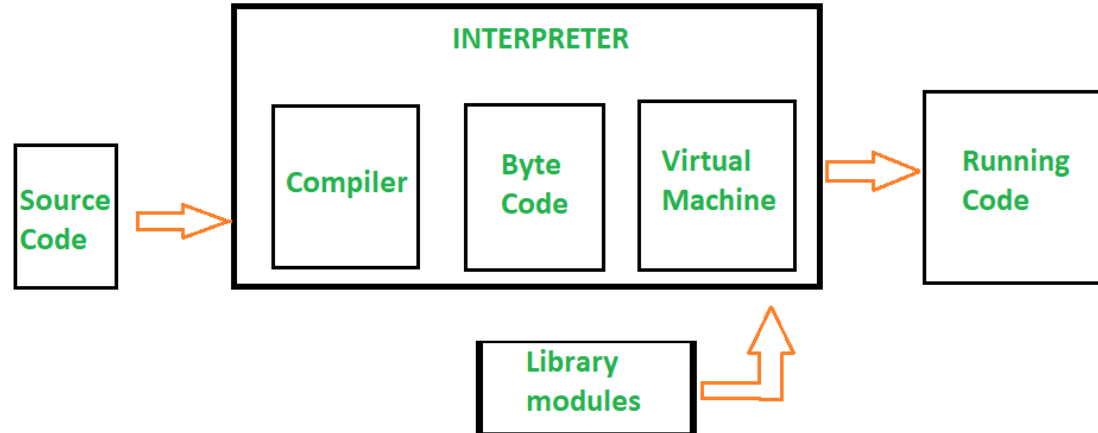 INTERPRETER
Source
Code
Compiler
Byte
Code
Virtual
Machine
Running
Code
Library
modules